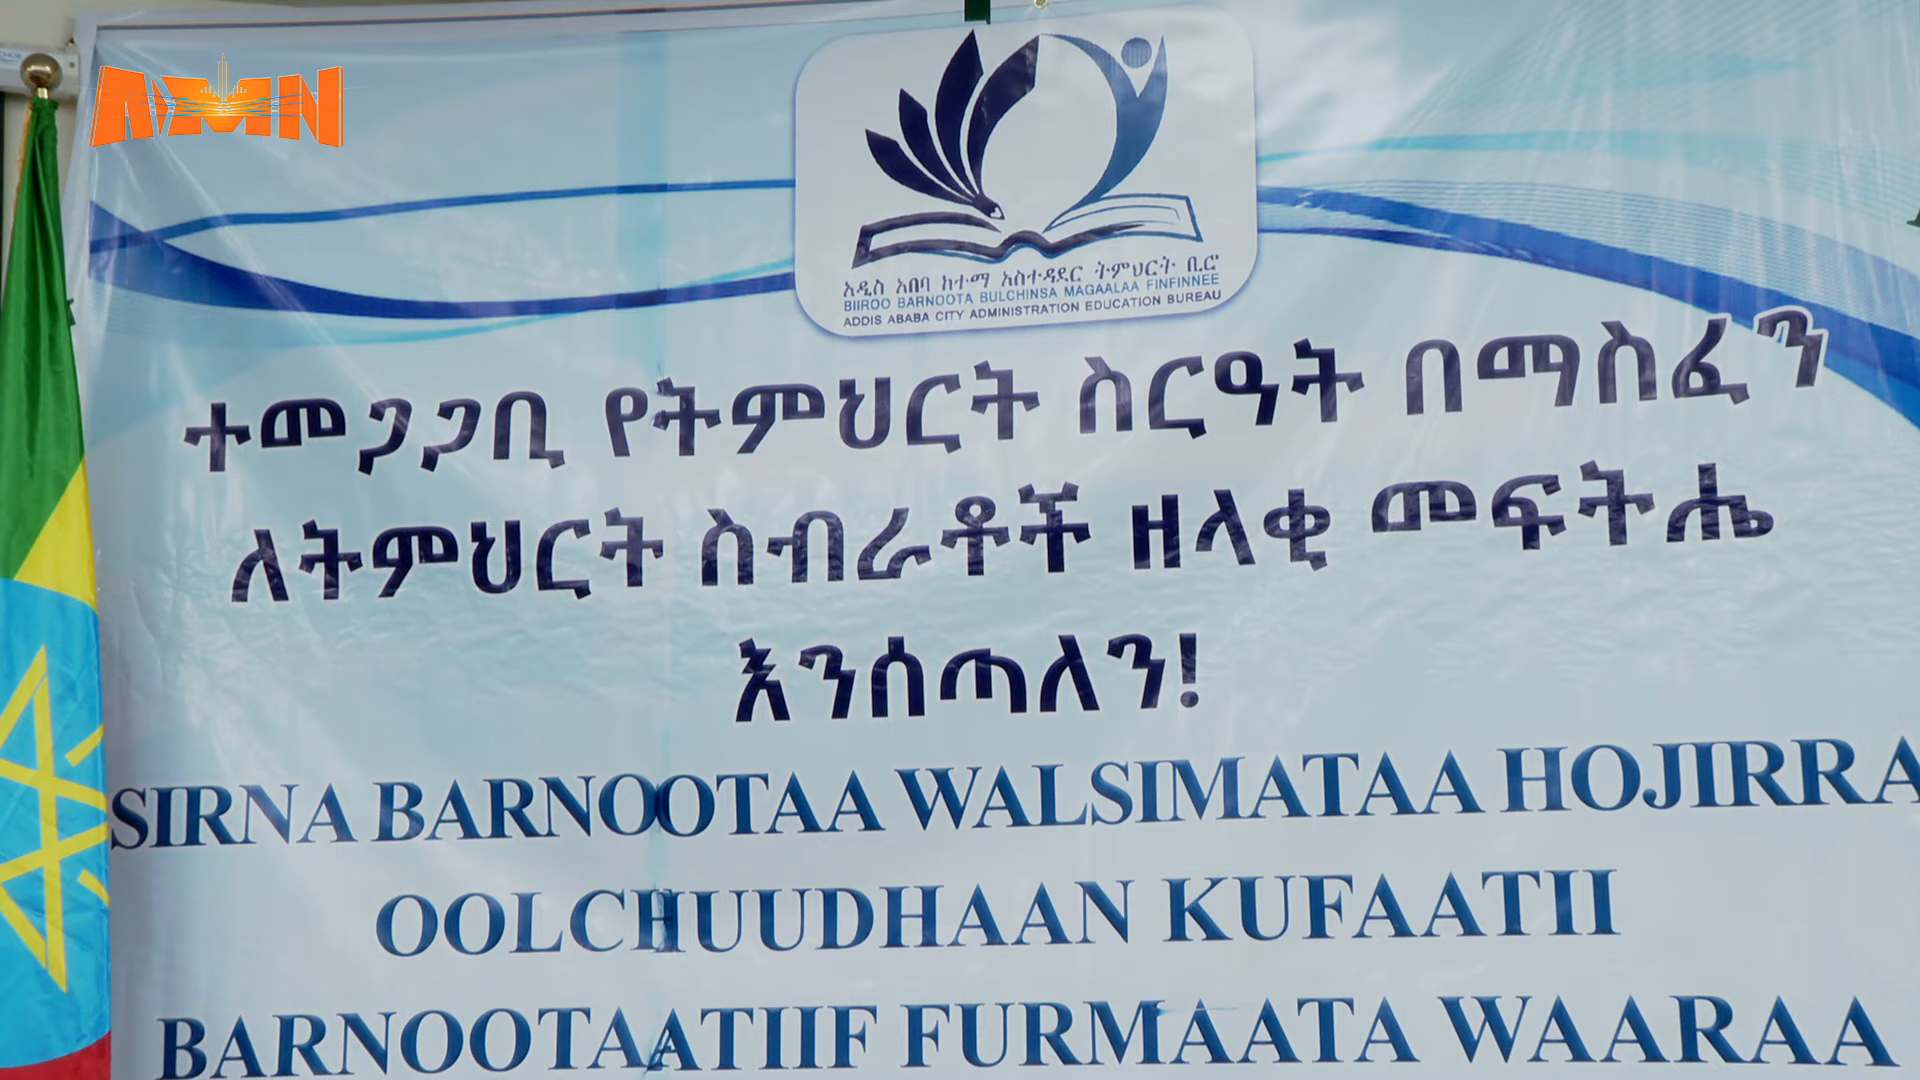 AMN
አዲስ አበባ ከተማ አስተዳደር ትምህርት ቢሮ
BIIROO BARNOOTA BULCHINSA MAGAALAA FINFINNEE
ADDIS ABABA CITY ADMINISTRATION EDUCATION BUREAU
ተመጋጋቢ የትምህርት ስርዓት በማስፈን
ለትምህርት ስብራቶች ዘላቂ መፍትሔ
እንሰጣለን!
SIRNA BARNOOTAA WALSIMATAA HOJIRRA
OOLCHUUDHAAN KUFAATII
BARNOOTAATIIF FURMAATA WAARAA